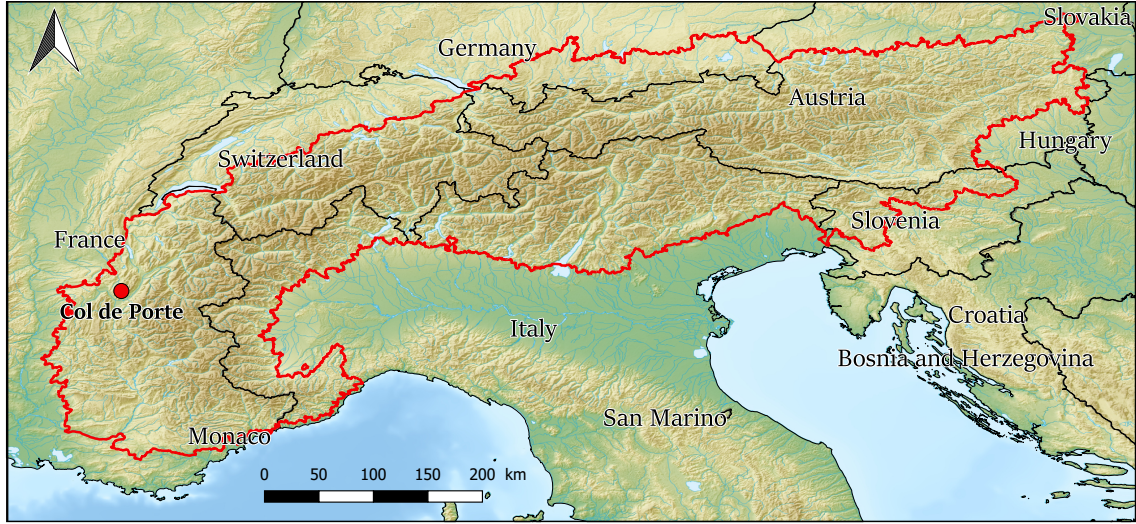 Slovakia
Germany
Austria
Hungary
Switzerland
Slovenia
France
Col de Porte
Croatia
Italy
Bosnia and Herzegovina
San Marino
Monaco
0 50 100 150 200 km